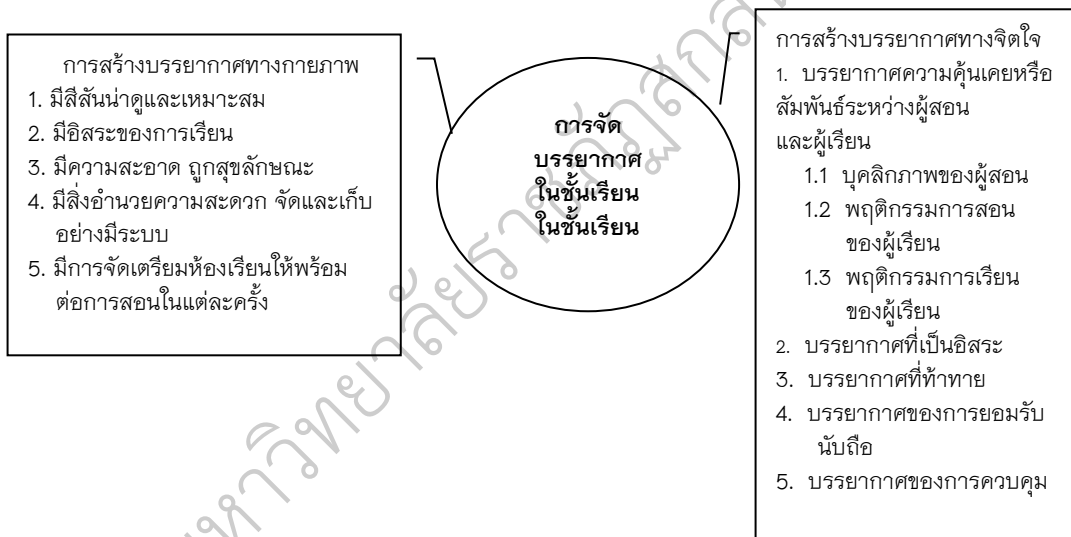 การสร้างบรรยากาศทางกายภาพ
1. มีสีสันน่าดูและเหมาะสม
2. มีอิสระของการเรียน
3. มีความสะอาด ถูกสุขลักษณะ
4. มีสิ่งอำนวยความสะดวก จัดและเก็บ
อย่างมีระบบ
5. มีการจัดเตรียมห้องเรียนให้พร้อม
ต่อการสอนในแต่ละครั้ง
การจัด
บรรยากาศ
ในชั้นเรียน
ในชั้นเรียน
การสร้างบรรยากาศทางจิตใจ
1. บรรยากาศความคุ้นเคยหรือ
สัมพันธ์ระหว่างผู้สอน
และผู้เรียน
1.1 บุคลิกภาพของผู้สอน
1.2 พฤติกรรมการสอน
ของผู้เรียน
1.3 พฤติกรรมการเรียน
ของผู้เรียน
2. บรรยากาศที่เป็นอิสระ
3. บรรยากาศที่ท้าทาย
4. บรรยากาศของการยอมรับ
นับถือ
5. บรรยากาศของการควบคุม
มหาวิทยาลัยราชภัฏสกล